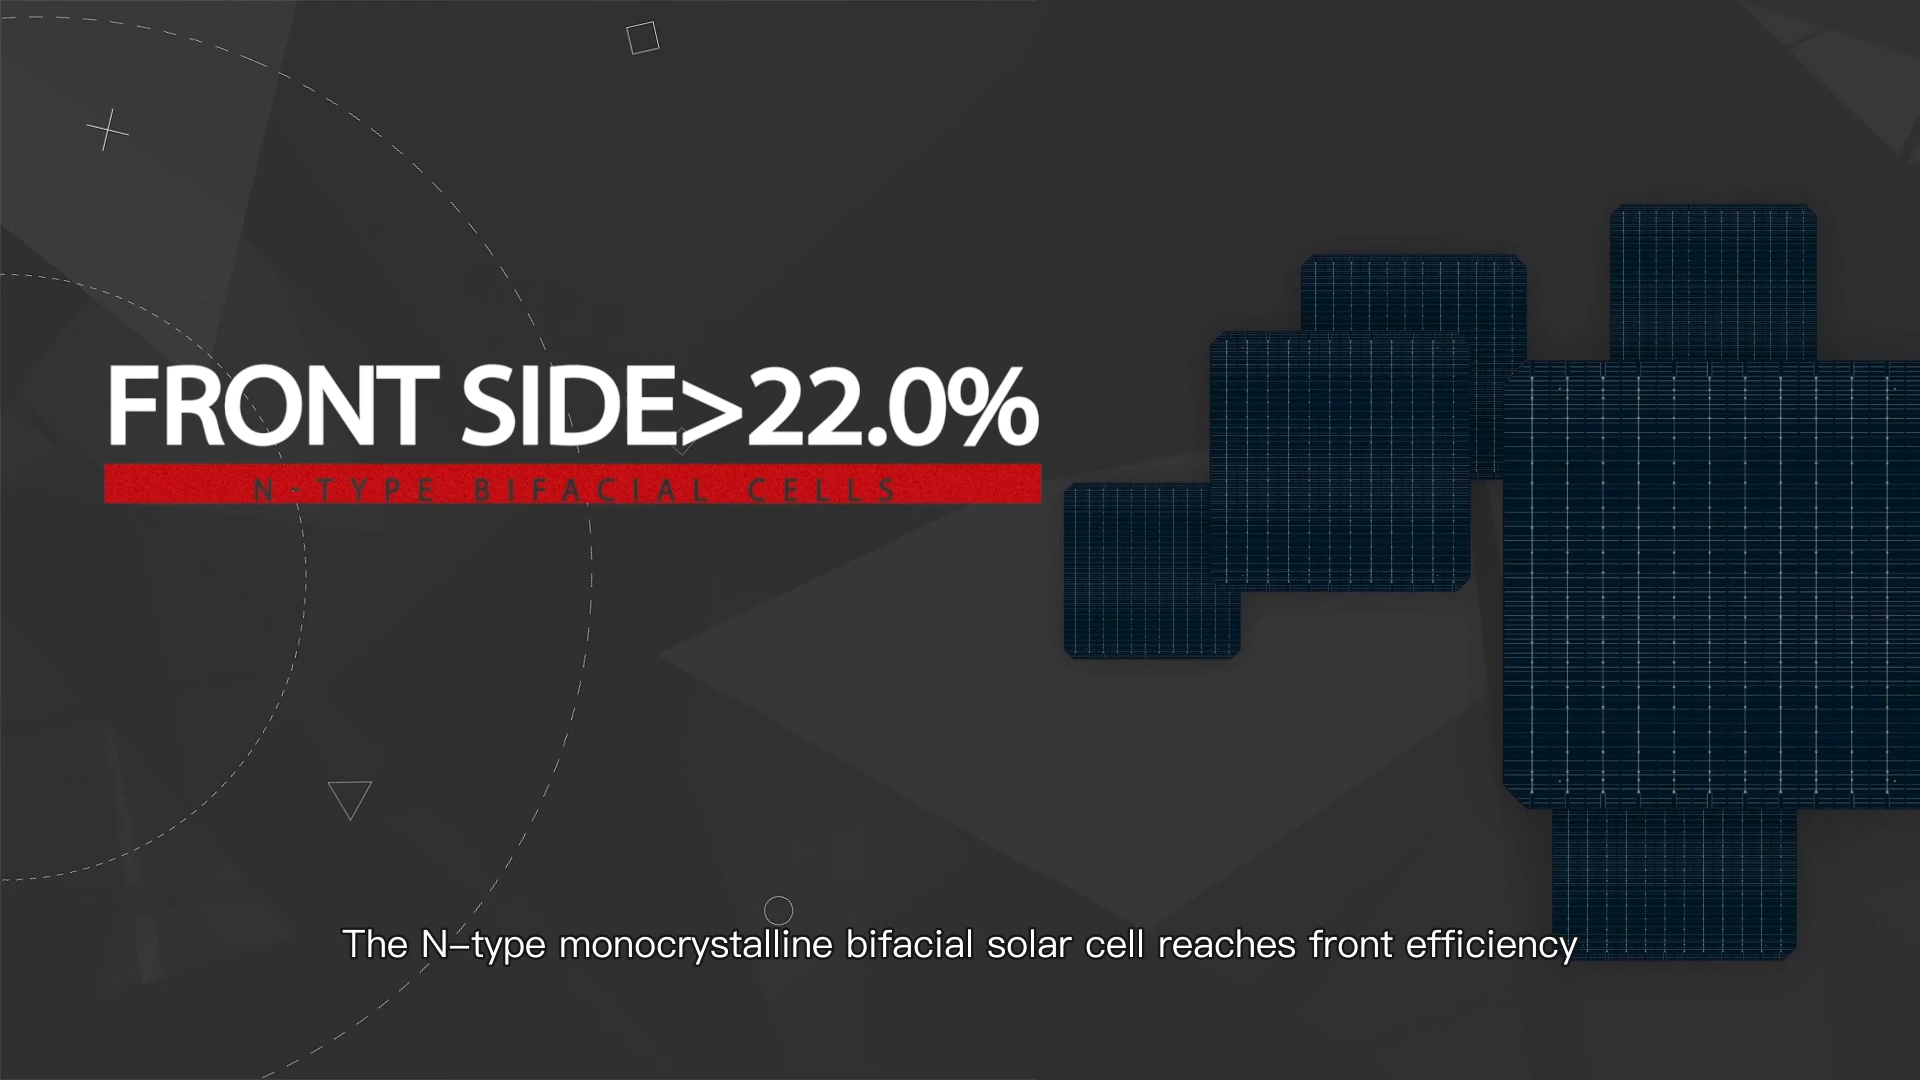 FRONT SIDE>22.0%
N-TYPE BIFACIAL CELLS
The N–type monocrystalline bifacial solar cell reaches front efficiency